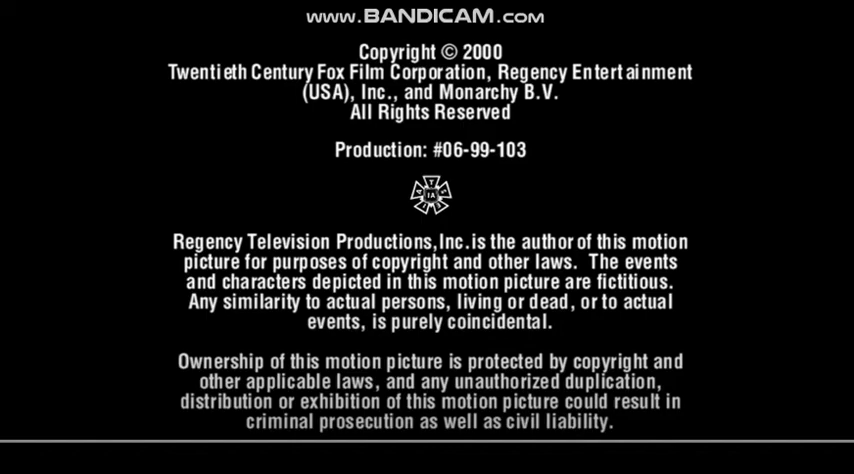 www.BANDICAM.com
Copyright © 2000
Twentieth Century Fox Film Corporation, Regency Entertainment
(USA), Inc., and Monarchy B.V.
All Rights Reserved
Production: #06-99-103
IATSE
IA
Regency Television Productions,Inc.is the author of this motion
picture for purposes of copyright and other laws. The events
and characters depicted in this motion picture are fictitious.
Any similarity to actual persons, living or dead, or to actual
events, is purely coincidental.
Ownership of this motion picture is protected by copyright and
other applicable laws, and any unauthorized duplication,
distribution or exhibition of this motion picture could result in
criminal prosecution as well as civil liability.